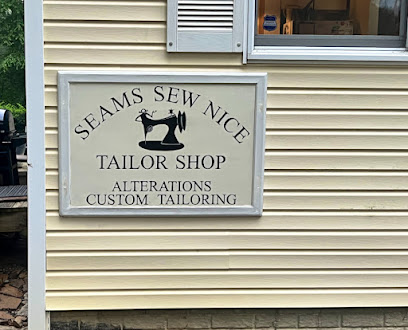 SEAMS SEW NICE
TAILOR SHOP
ALTERATIONS
CUSTOM TAILORING